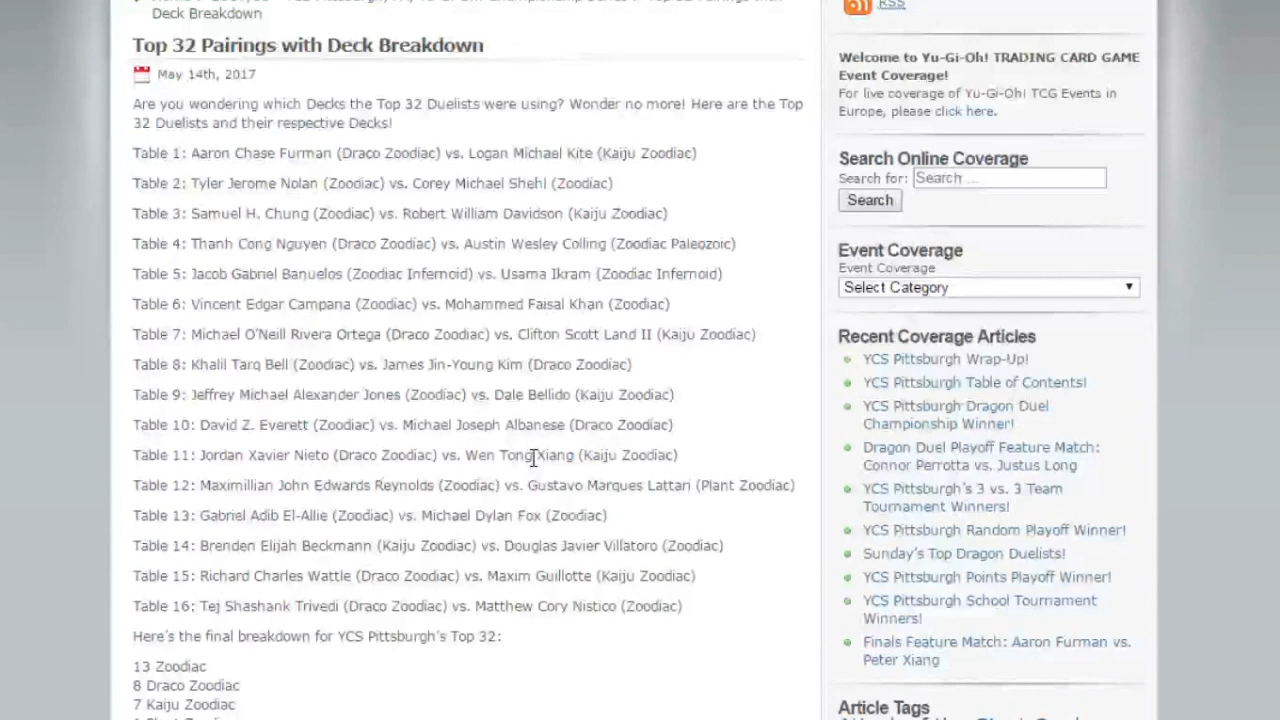 Deck Breakdown
Top 32 Pairings with Deck Breakdown
May 14th, 2017
Are you wondering which Decks the Top 32 Duelists were using? Wonder no more! Here are the Top
32 Duelists and their respective Decks!
Table 1: Aaron Chase Furman (Draco Zoodiac) vs. Logan Michael Kite (Kaiju Zoodiac)
Table 2: Tyler Jerome Nolan (Zoodiac) vs. Corey Michael Shehl (Zoodiac)
Table 3: Samuel H. Chung (Zoodiac) vs. Robert William Davidson (Kaiju Zoodiac)
Table 4: Thanh Cong Nguyen (Draco Zoodiac) vs. Austin Wesley Colling (Zoodiac Paleozoic)
Table 5: Jacob Gabriel Banuelos (Zoodiac Infernoid) vs. Usama Ikram (Zoodiac Infernoid)
Table 6: Vincent Edgar Campana (Zoodiac) vs. Mohammed Faisal Khan (Zoodiac)
Table 7: Michael O'Neill Rivera Ortega (Draco Zoodiac) vs. Clifton Scott Land II (Kaiju Zoodiac)
Table 8: Khalil Tarq Bell (Zoodiac) vs. James Jin-Young Kim (Draco Zoodiac)
Table 9: Jeffrey Michael Alexander Jones (Zoodiac) vs. Dale Bellido (Kaiju Zoodiac)
Table 10: David Z. Everett (Zoodiac) vs. Michael Joseph Albanese (Draco Zoodiac)
Table 11: Jordan Xavier Nieto (Draco Zoodiac) vs. Wen Tong Xiang (Kaiju Zoodiac)
Table 12: Maximillian John Edwards Reynolds (Zoodiac) vs. Gustavo Marques Lattari (Plant Zoodiac)
Table 13: Gabriel Adib El-Allie (Zoodiac) vs. Michael Dylan Fox (Zoodiac)
Table 14: Brenden Elijah Beckmann (Kaiju Zoodiac) vs. Douglas Javier Villatoro (Zoodiac)
Table 15: Richard Charles Wattle (Draco Zoodiac) vs. Maxim Guillotte (Kaiju Zoodiac)
Table 16: Tej Shashank Trivedi (Draco Zoodiac) vs. Matthew Cory Nistico (Zoodiac)
Here's the final breakdown for YCS Pittsburgh's Top 32:
13 Zoodiac
8 Draco Zoodiac
7 Kaiju Zoodiac
RSS
Welcome to Yu-Gi-Oh! TRADING CARD GAME
Event Coverage!
For live coverage of Yu-Gi-Oh! TCG Events in
Europe, please click here.
Search Online Coverage
Search for: Search ...
Search
Event Coverage
Event Coverage
Select Category
Recent Coverage Articles
YCS Pittsburgh Wrap-Up!
YCS Pittsburgh Table of Contents!
YCS Pittsburgh Dragon Duel
Championship Winner!
Dragon Duel Playoff Feature Match:
Connor Perrotta vs. Justus Long
YCS Pittsburgh's 3 vs. 3 Team
Tournament Winners!
YCS Pittsburgh Random Playoff Winner!
Sunday's Top Dragon Duelists!
YCS Pittsburgh Points Playoff Winner!
YCS Pittsburgh School Tournament
Winners!
Finals Feature Match: Aaron Furman vs.
Peter Xiang
Article Tags